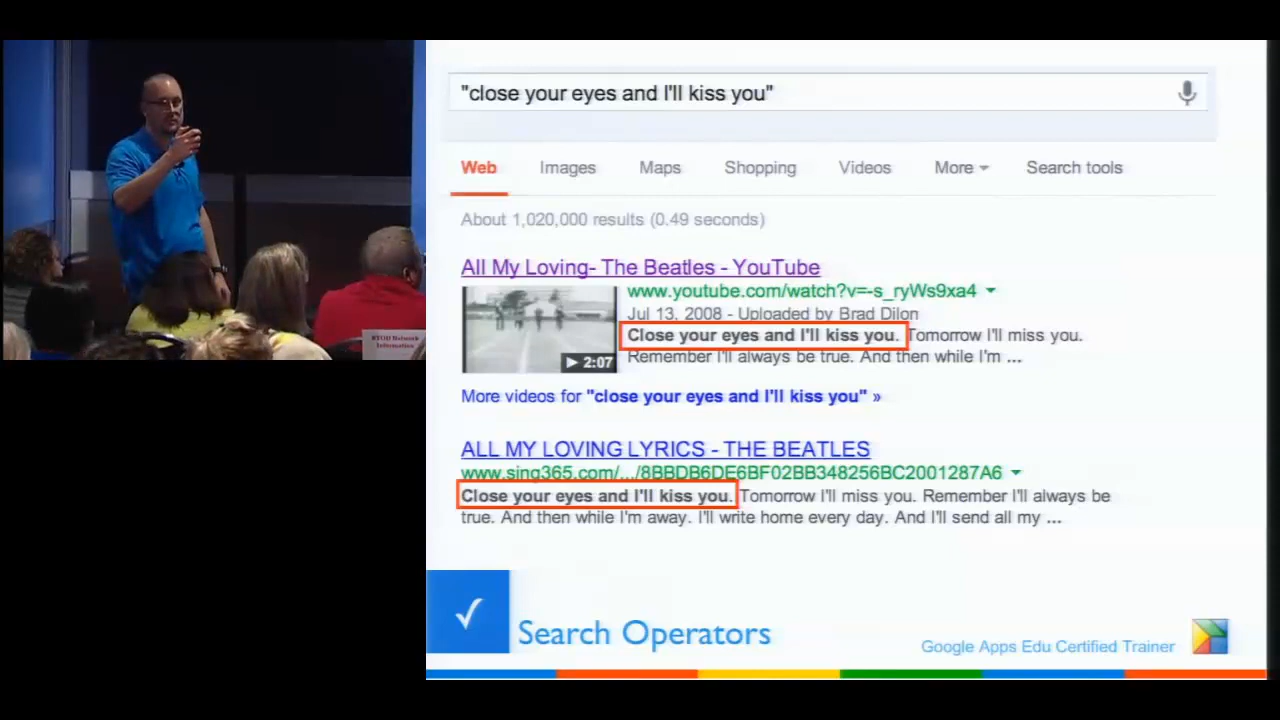 "close your eyes and I'll kiss you"
Web Images Maps Shopping Videos More Search tools
About 1,020,000 results (0.49 seconds)
All My Loving- The Beatles - YouTube
www.youtube.com/watch?v=-s_ryWs9xa4
Jul 13, 2008 - Uploaded by Brad Dilon
Close your eyes and I'll kiss you. Tomorrow I'll miss you.
Remember I'll always be true. And then while I'm ...
2:07
More videos for "close your eyes and I'll kiss you" »
ALL MY LOVING LYRICS - THE BEATLES
www.sing365.com/.../8BBDB6DE6BF02BB348256BC2001287A6
Close your eyes and I'll kiss you. Tomorrow I'll miss you. Remember I'll always be
true. And then while I'm away. I'll write home every day. And I'll send all my ...
Search Operators
Google Apps Edu Certified Trainer
Network
Information